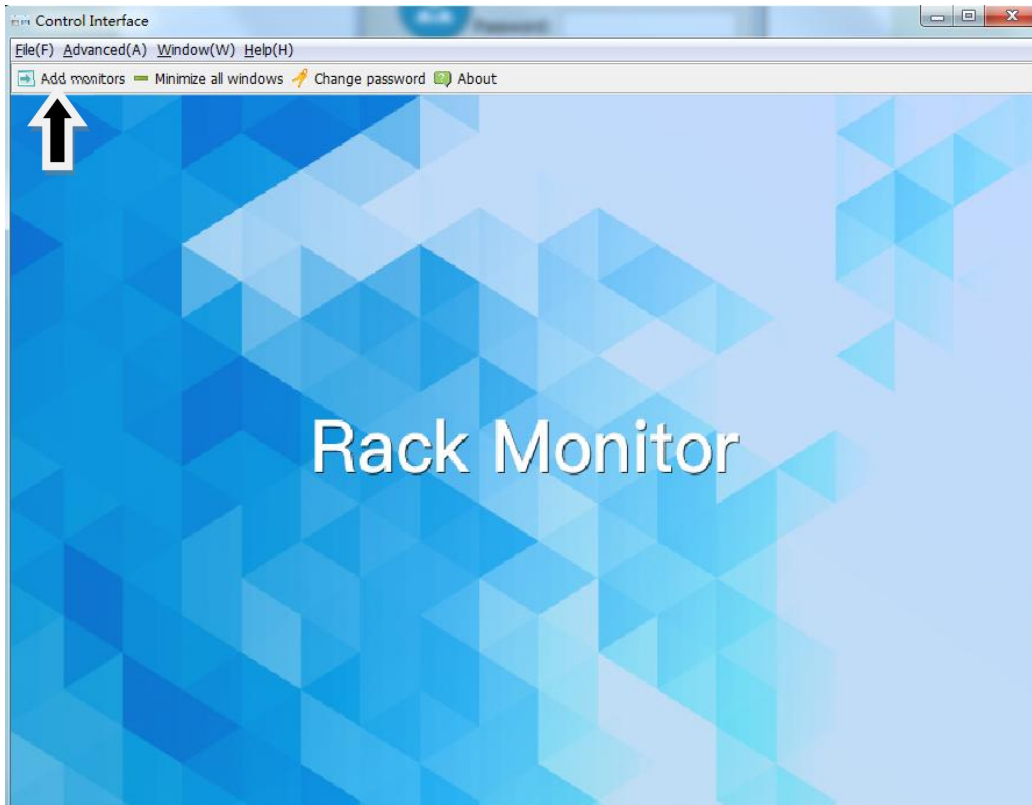 Control Interface
File(F) Advanced(A) Window(W) Help(H)
Add monitors Minimize all windows Change password About
Rack Monitor